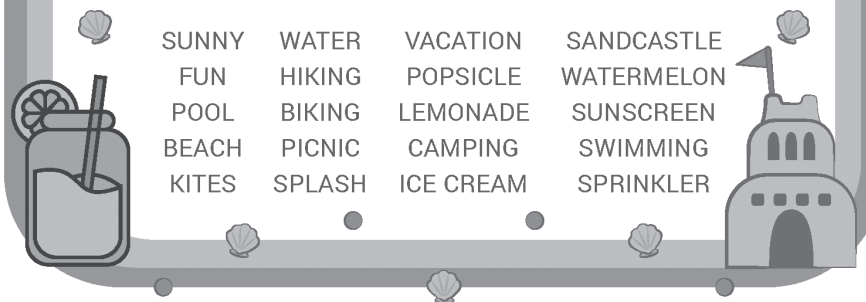 SUNNY WATER VACATION SANDCASTLE
FUN HIKING POPSICLE WATERMELON
POOL BIKING LEMONADE SUNSCREEN
BEACH PICNIC CAMPING SWIMMING
KITES SPLASH ICE CREAM SPRINKLER